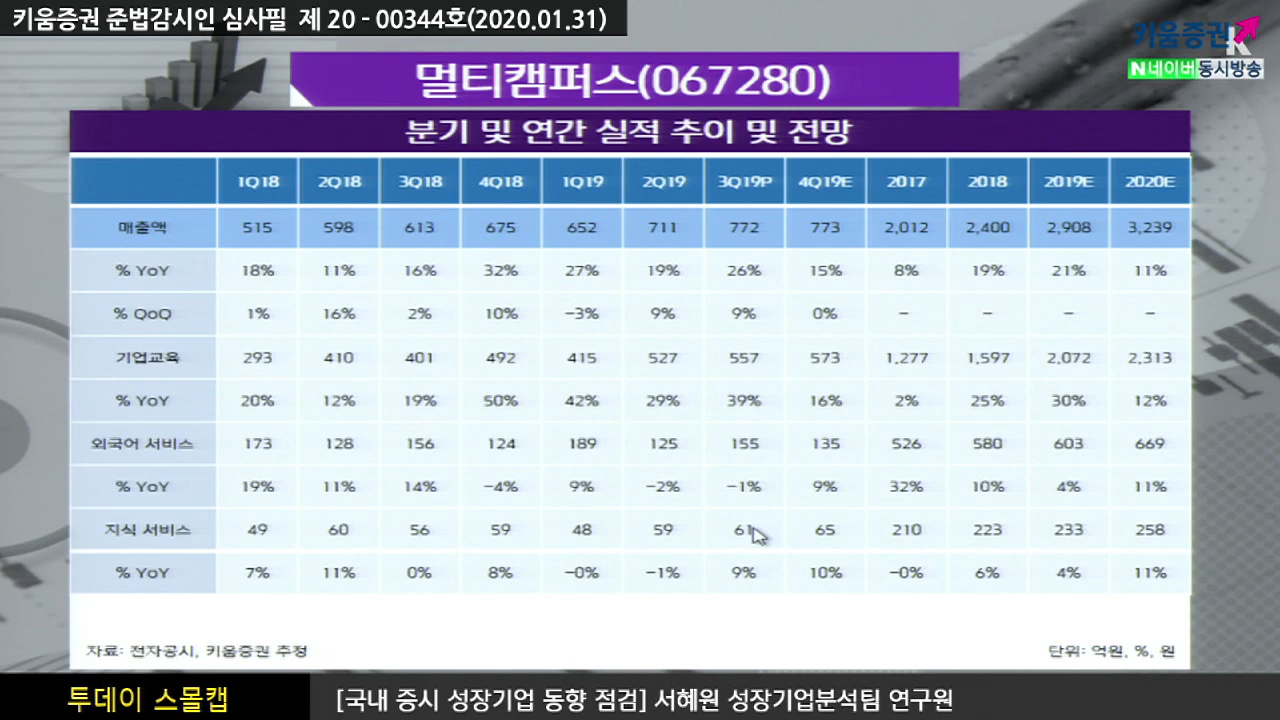 키움증권 준법감시인 심사필 제 20 - 00344호(2020.01.31)
키움증권
N 네이버 동시방송
멀티캠퍼스(067280)
분기 및 연간 실적 추이 및 전망
1Q18 2Q18 3Q18 4Q18 1Q19 2Q19 3Q19P 4Q19E 2017 2018 2019E 2020E
매출액 515 598 613 675 652 711 772 773 2,012 2,400 2,908 3,239
% YoY 18% 11% 16% 32% 27% 19% 26% 15% 8% 19% 21% 11%
% QoQ 1% 16% 2% 10% -3% 9% 9% 0% - - - -
기업교육 293 410 401 492 415 527 557 573 1,277 1,597 2,072 2,313
% YoY 20% 12% 19% 50% 42% 29% 39% 16% 2% 25% 30% 12%
외국어 서비스 173 128 156 124 189 125 155 135 526 580 603 669
% YoY 19% 11% 14% -4% 9% -2% -1% 9% 32% 10% 4% 11%
지식 서비스 49 60 56 59 48 59 61 65 210 223 233 258
% YoY 7% 11% 0% 8% -0% -1% 9% 10% -0% 6% 4% 11%
자료: 전자공시, 키움증권 추정 단위: 억원, %, 원
투데이 스몰캡 [국내 증시 성장기업 동향 점검] 서혜원 성장기업분석팀 연구원